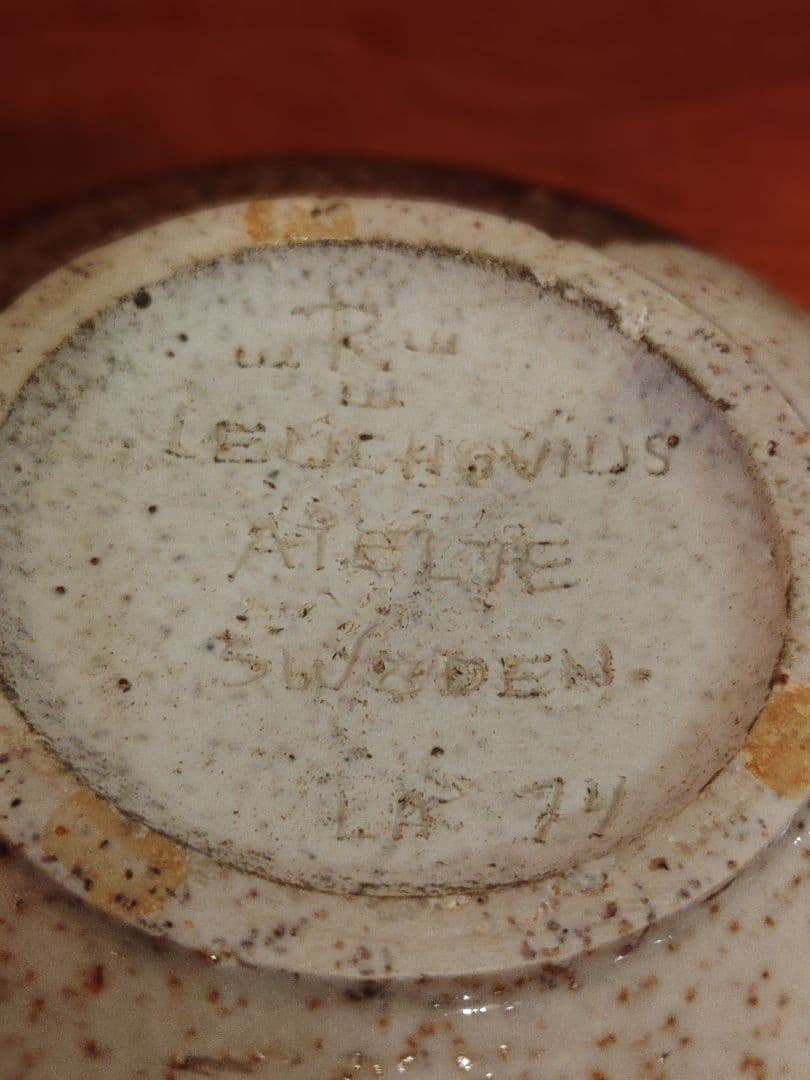 R
LEUCHOVIUS
ATELJE
SWEDEN.
LA 74